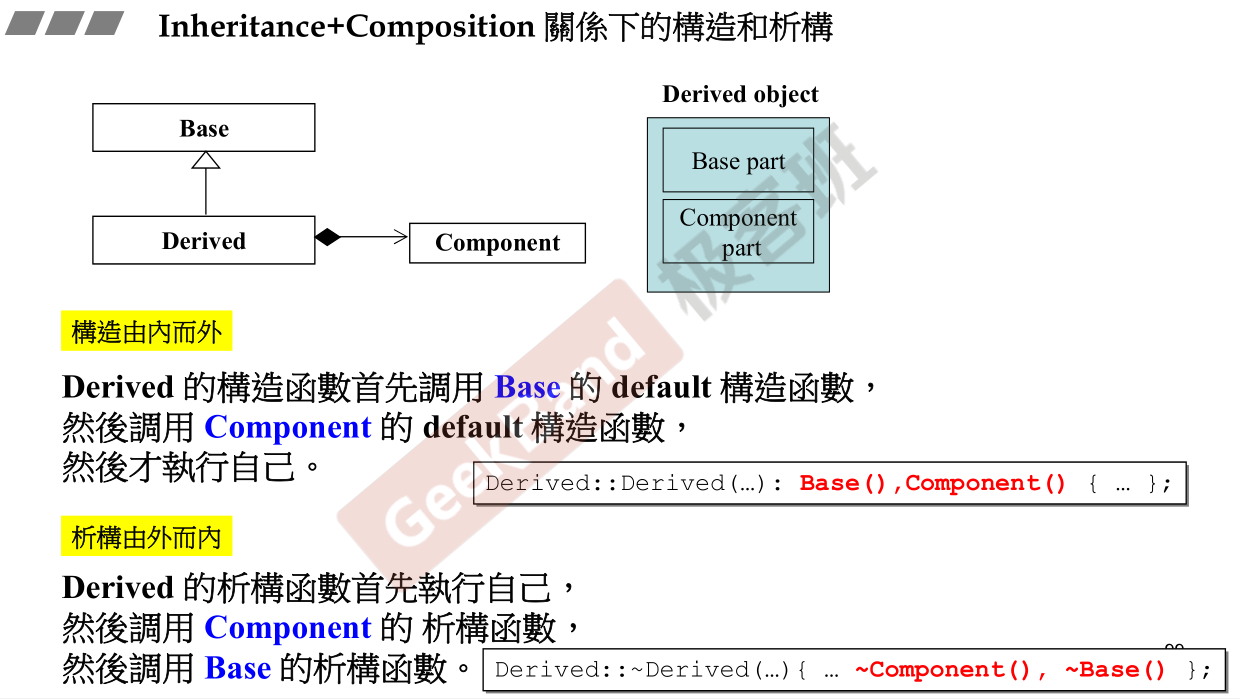 Inheritance+Composition 關係下的構造和析構
Base
Derived
Component
Derived object
Base part
Component
part
構造由內而外
Derived 的構造函數首先調用 Base 的 default 構造函數，
然後調用 Component 的 default 構造函數，
然後才執行自己。
Derived::Derived(…): Base(),Component() { … };
析構由外而內
Derived 的析構函數首先執行自己，
然後調用 Component 的 析構函數，
然後調用 Base 的析構函數。
Derived::~Derived(…){ … ~Component(), ~Base() };
GeekBand 极客班